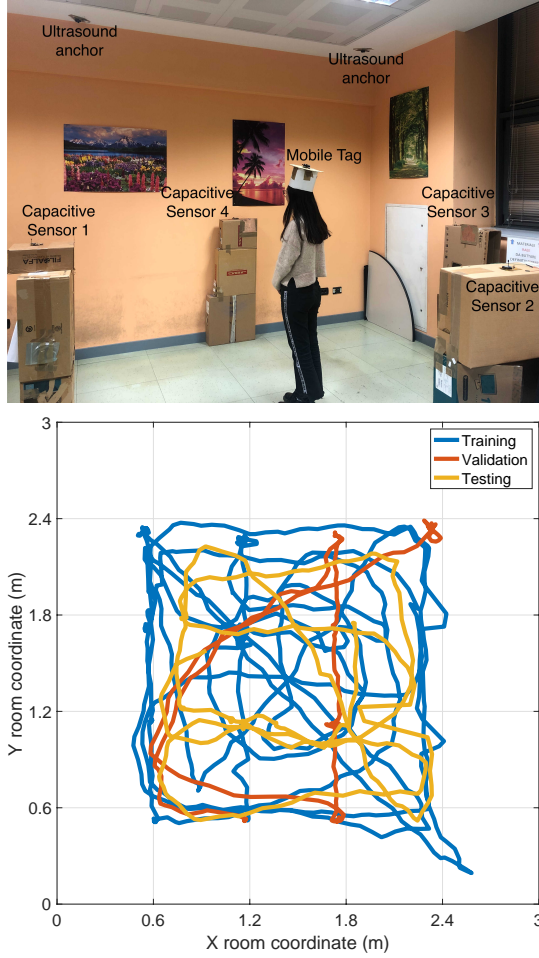 Ultrasound
anchor
Ultrasound
anchor
Mobile Tag
Capacitive
Sensor 4
Capacitive
Sensor 3
Capacitive
Sensor 1
Capacitive
Sensor 2
3
2.4
1.8
1.2
0.6
0
Y room coordinate (m)
Training
Validation
Testing
0
0.6
1.2
1.8
2.4
3
X room coordinate (m)